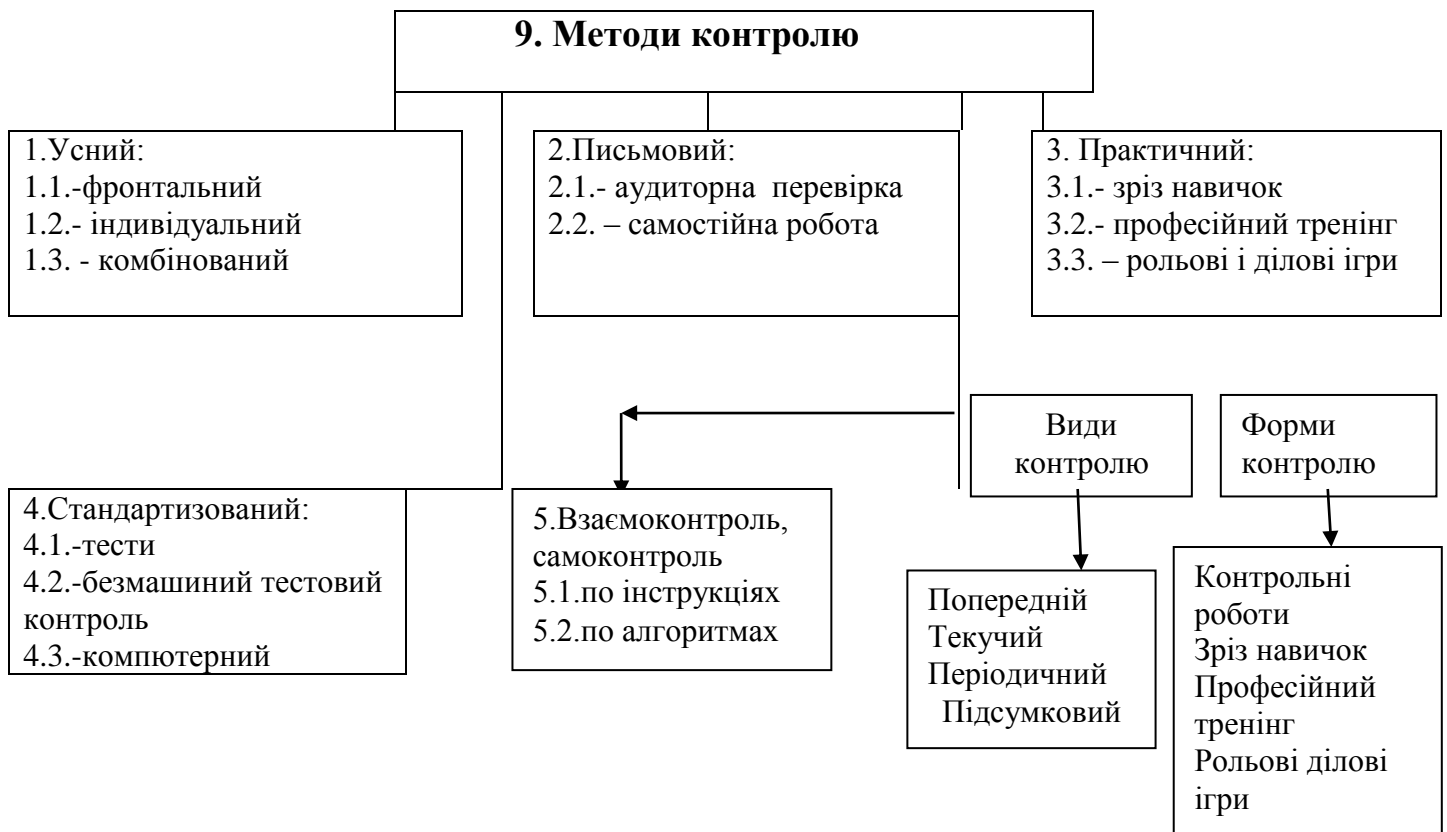 9. Методи контролю
1.Усний:
1.1.-фронтальний
1.2.- індивідуальний
1.3. - комбінований
2.Письмовий:
2.1.- аудиторна перевірка
2.2. – самостійна робота
3. Практичний:
3.1.- зріз навичок
3.2.- професійний тренінг
3.3. – рольові і ділові ігри
4.Стандартизований:
4.1.-тести
4.2.-безмашиний тестовий
контроль
4.3.-компютерний
5.Взаємоконтроль,
самоконтроль
5.1.по інструкціях
5.2.по алгоритмах
Види
контролю
Попередній
Текучий
Періодичний
Підсумковий
Форми
контролю
Контрольні
роботи
Зріз навичок
Професійний
тренінг
Рольові ділові
ігри